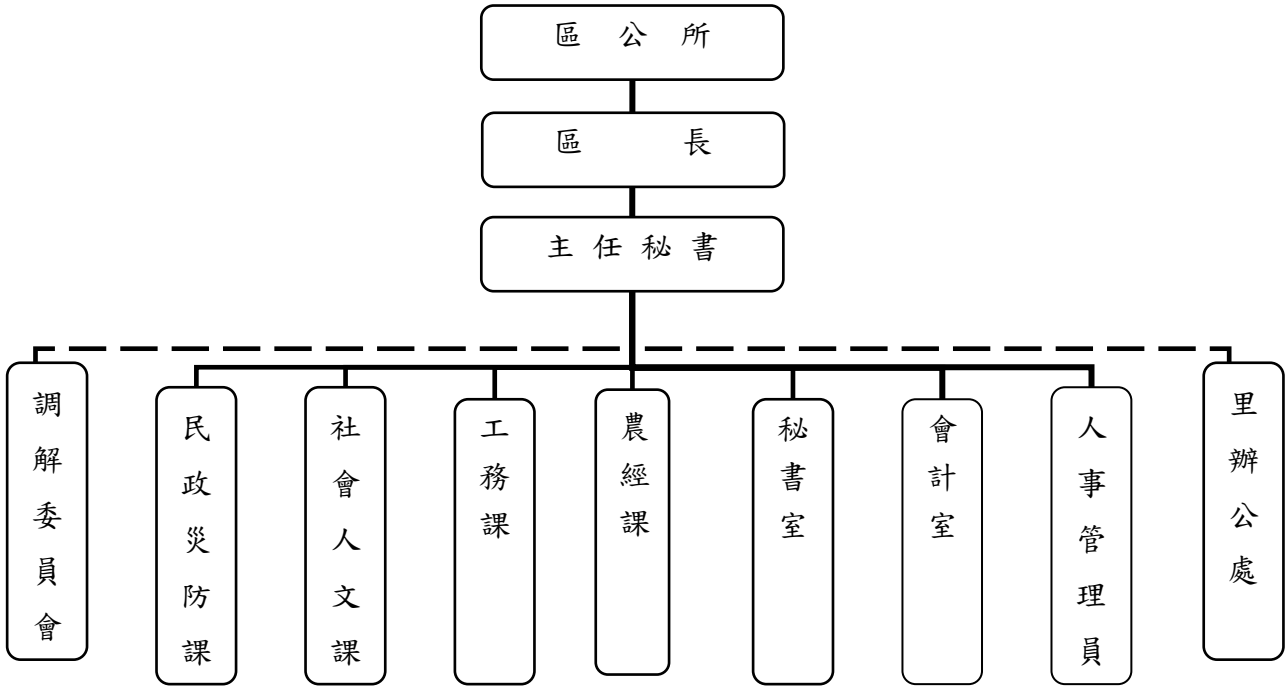 區公所
區長
主任秘書
調解委員會
民政災防課
社會人文課
工務課
農經課
秘書室
會計室
人事管理員
里辦公處